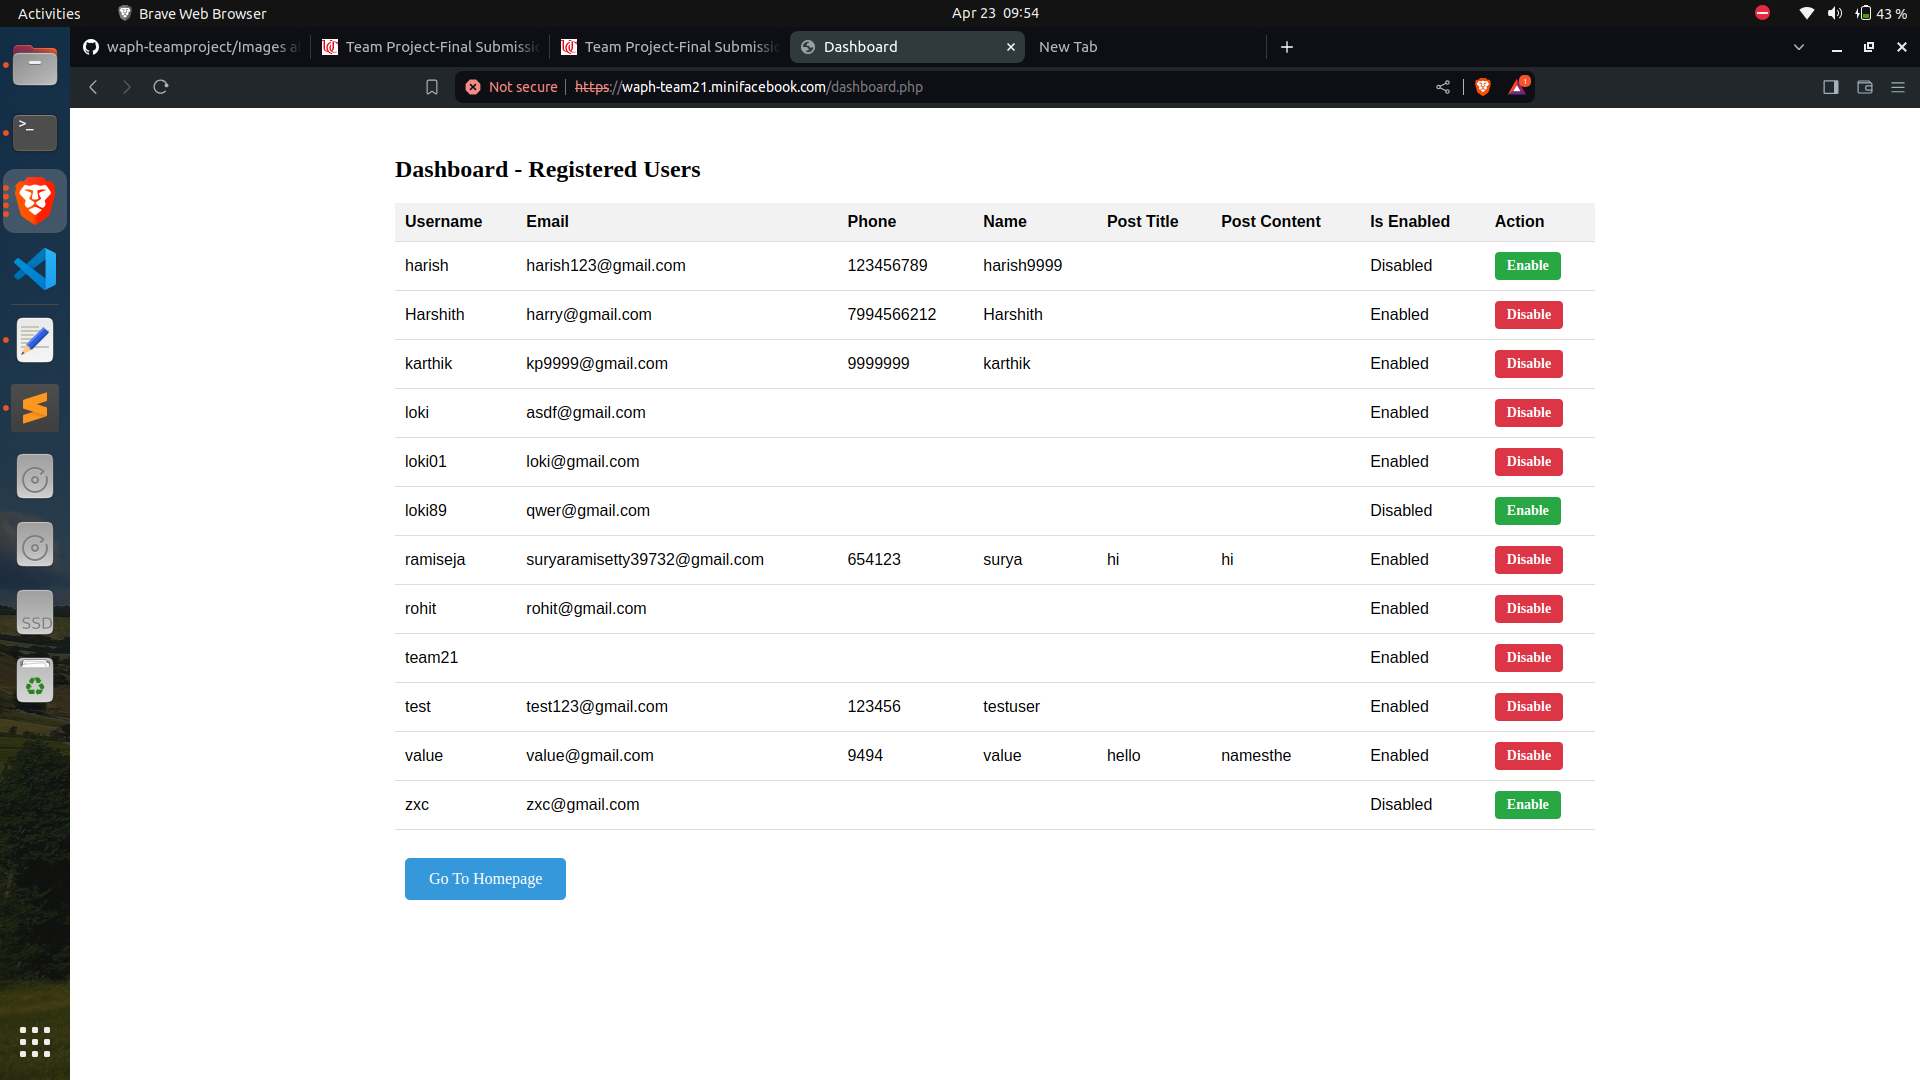 Activities Brave Web Browser Apr 23 09:54 43 %
waph-teamproject/Images a Team Project-Final Submissio Team Project-Final Submissio Dashboard New Tab
Not secure https://waph-team21.minifacebook.com/dashboard.php 1
Dashboard - Registered Users
Username Email Phone Name Post Title Post Content Is Enabled Action
harish harish123@gmail.com 123456789 harish9999 Disabled Enable
Harshith harry@gmail.com 7994566212 Harshith Enabled Disable
karthik kp9999@gmail.com 9999999 karthik Enabled Disable
loki asdf@gmail.com Enabled Disable
loki01 loki@gmail.com Enabled Disable
loki89 qwer@gmail.com Disabled Enable
ramiseja suryaramisetty39732@gmail.com 654123 surya hi hi Enabled Disable
rohit rohit@gmail.com Enabled Disable
team21 Enabled Disable
test test123@gmail.com 123456 testuser Enabled Disable
value value@gmail.com 9494 value hello namesthe Enabled Disable
zxc zxc@gmail.com Disabled Enable
Go To Homepage
SSD